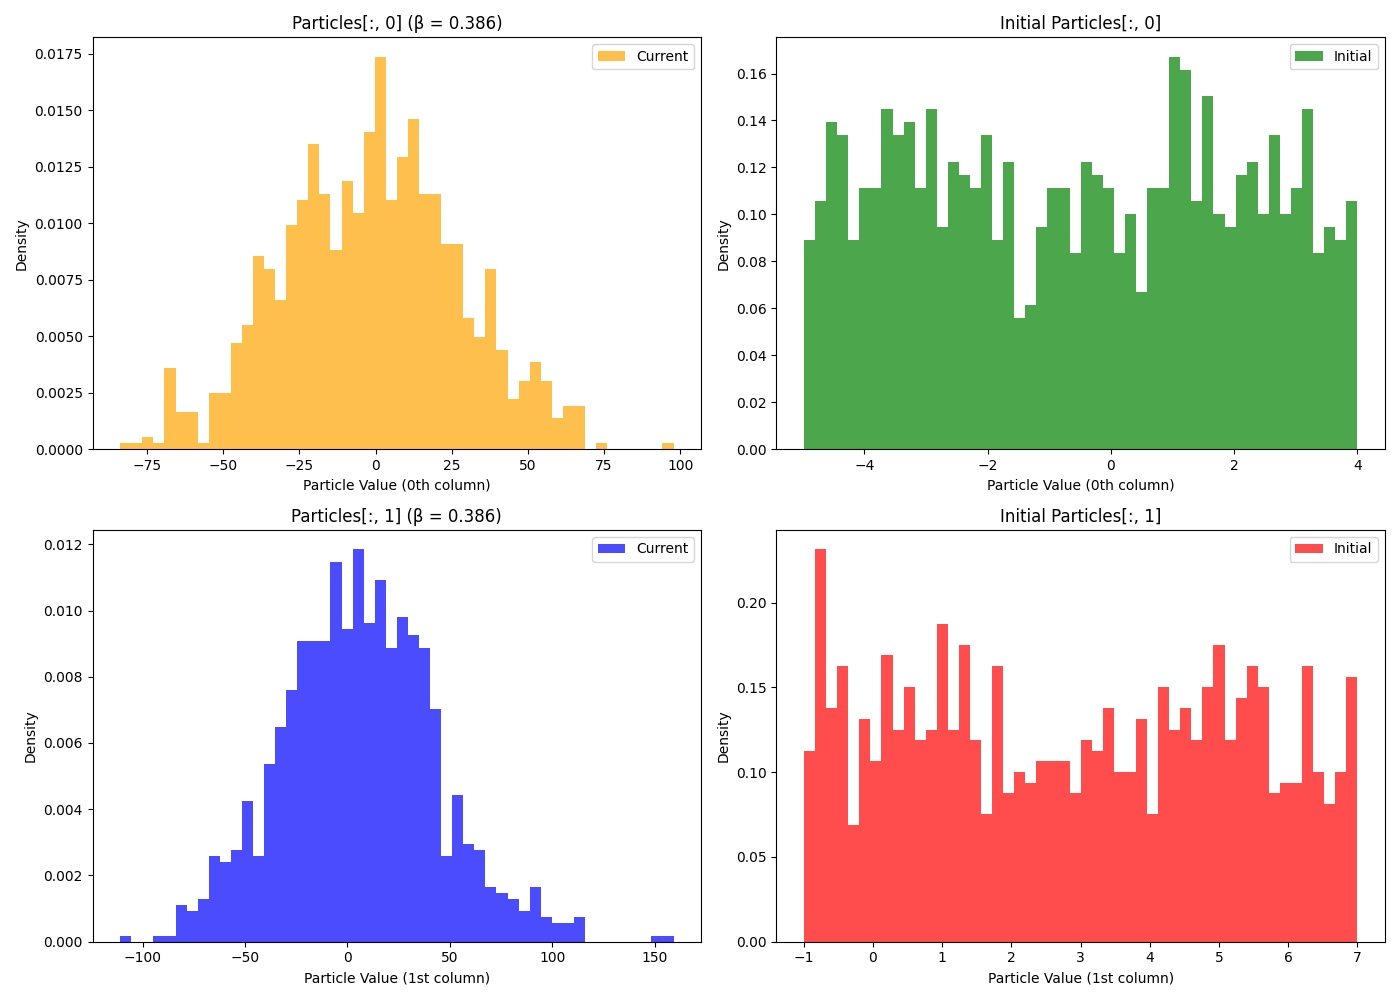 Particles[:, 0] (β = 0.386)
Current
0.0175
0.0150
0.0125
0.0100
0.0075
0.0050
0.0025
0.0000
Density
−75 −50 −25 0 25 50 75 100
Particle Value (0th column)
Initial Particles[:, 0]
Initial
0.16
0.14
0.12
0.10
0.08
0.06
0.04
0.02
0.00
Density
−4 −2 0 2 4
Particle Value (0th column)
Particles[:, 1] (β = 0.386)
Current
0.012
0.010
0.008
0.006
0.004
0.002
0.000
Density
−100 −50 0 50 100 150
Particle Value (1st column)
Initial Particles[:, 1]
Initial
0.20
0.15
0.10
0.05
0.00
Density
−1 0 1 2 3 4 5 6 7
Particle Value (1st column)